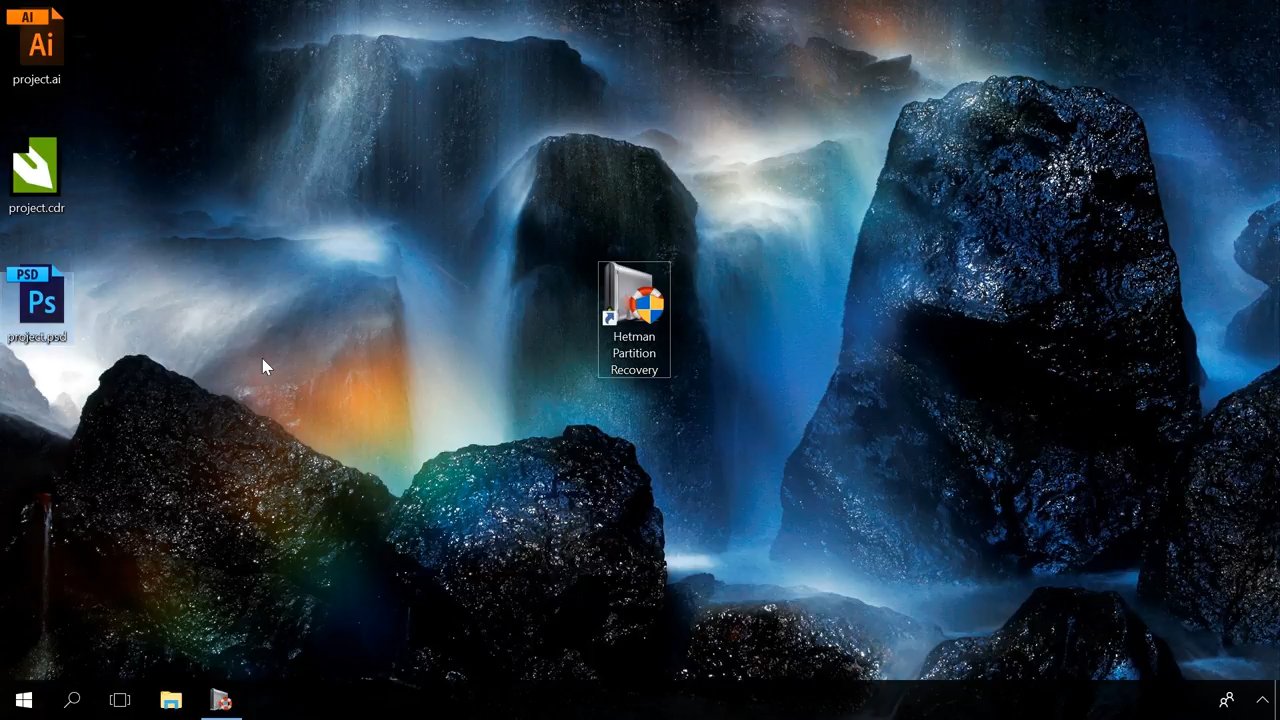 AI
Ai
project.ai
project.cdr
PSD
Ps
project.psd
Hetman
Partition
Recovery